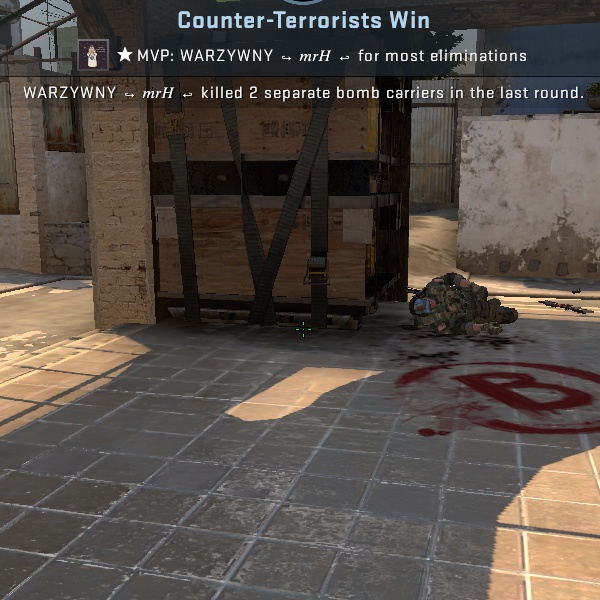 Counter-Terrorists Win
★ MVP: WARZYWNY ↔ mrH ↩ for most eliminations
WARZYWNY ↔ mrH ↩ killed 2 separate bomb carriers in the last round.
B